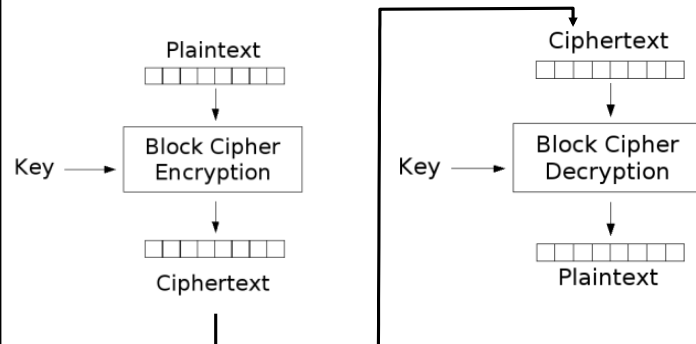 Plaintext
Key
Block Cipher
Encryption
Ciphertext
Ciphertext
Key
Block Cipher
Decryption
Plaintext